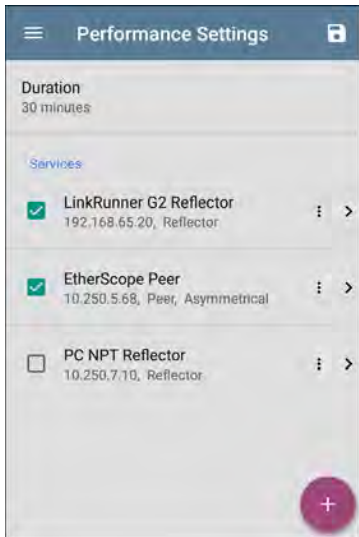 Performance Settings
Duration
30 minutes
Services
LinkRunner G2 Reflector
192.168.65.20, Reflector
EtherScope Peer
10.250.5.68, Peer, Asymmetrical
PC NPT Reflector
10.250.7.10, Reflector